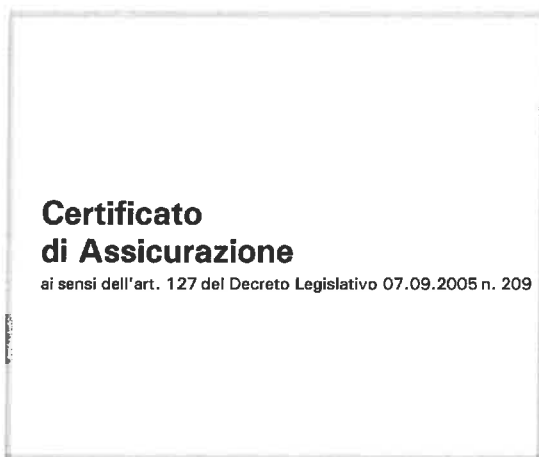 Certificato
di Assicurazione
ai sensi dell'art. 127 del Decreto Legislativo 07.09.2005 n. 209